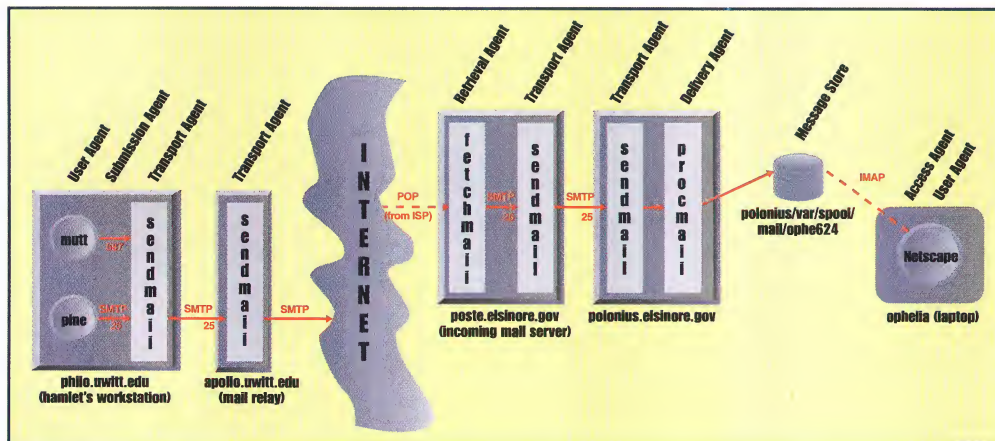 User Agent
Submission Agent
Transport Agent
Transport Agent
Retrieval Agent
Transport Agent
Transport Agent
Delivery Agent
Message Store
Access Agent
User Agent
mutt
587
pine
SMTP
25
sendmail
SMTP
25
sendmail
SMTP
INTERNET
POP
(from ISP)
fetchmail
SMTP
25
sendmail
SMTP
25
sendmail
procmail
IMAP
polonius/var/spool/
mail/ophe624
Netscape
ophelia (laptop)
philo.uwitt.edu
(hamlet's workstation)
apollo.uwitt.edu
(mail relay)
poste.elsinore.gov
(incoming mail server)
polonius.elsinore.gov